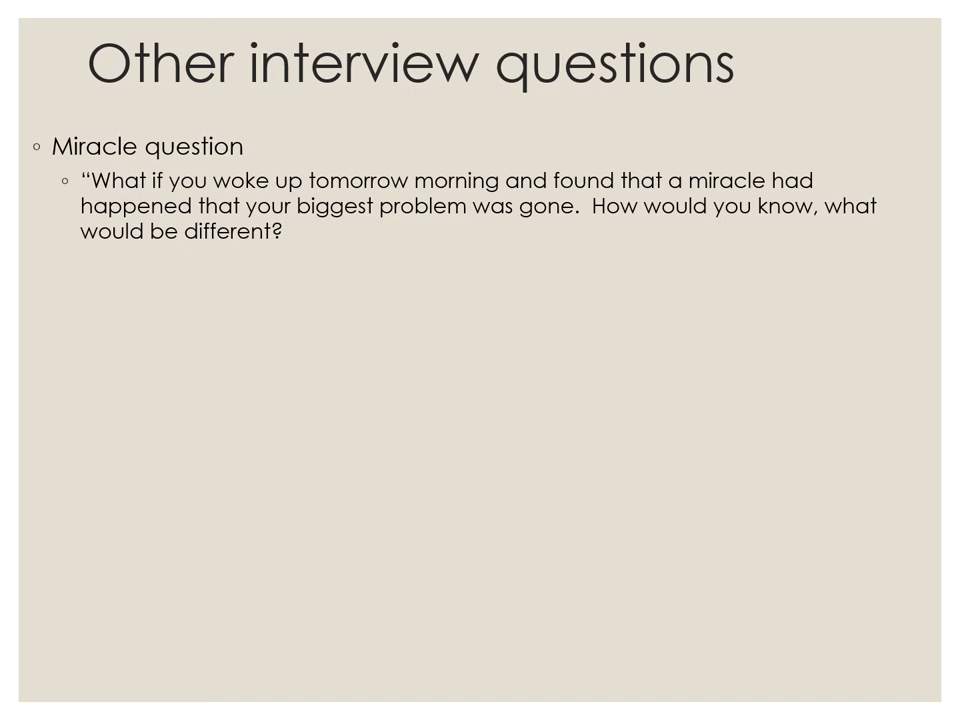 Other interview questions
◦ Miracle question
◦ “What if you woke up tomorrow morning and found that a miracle had
happened that your biggest problem was gone.  How would you know, what
would be different?